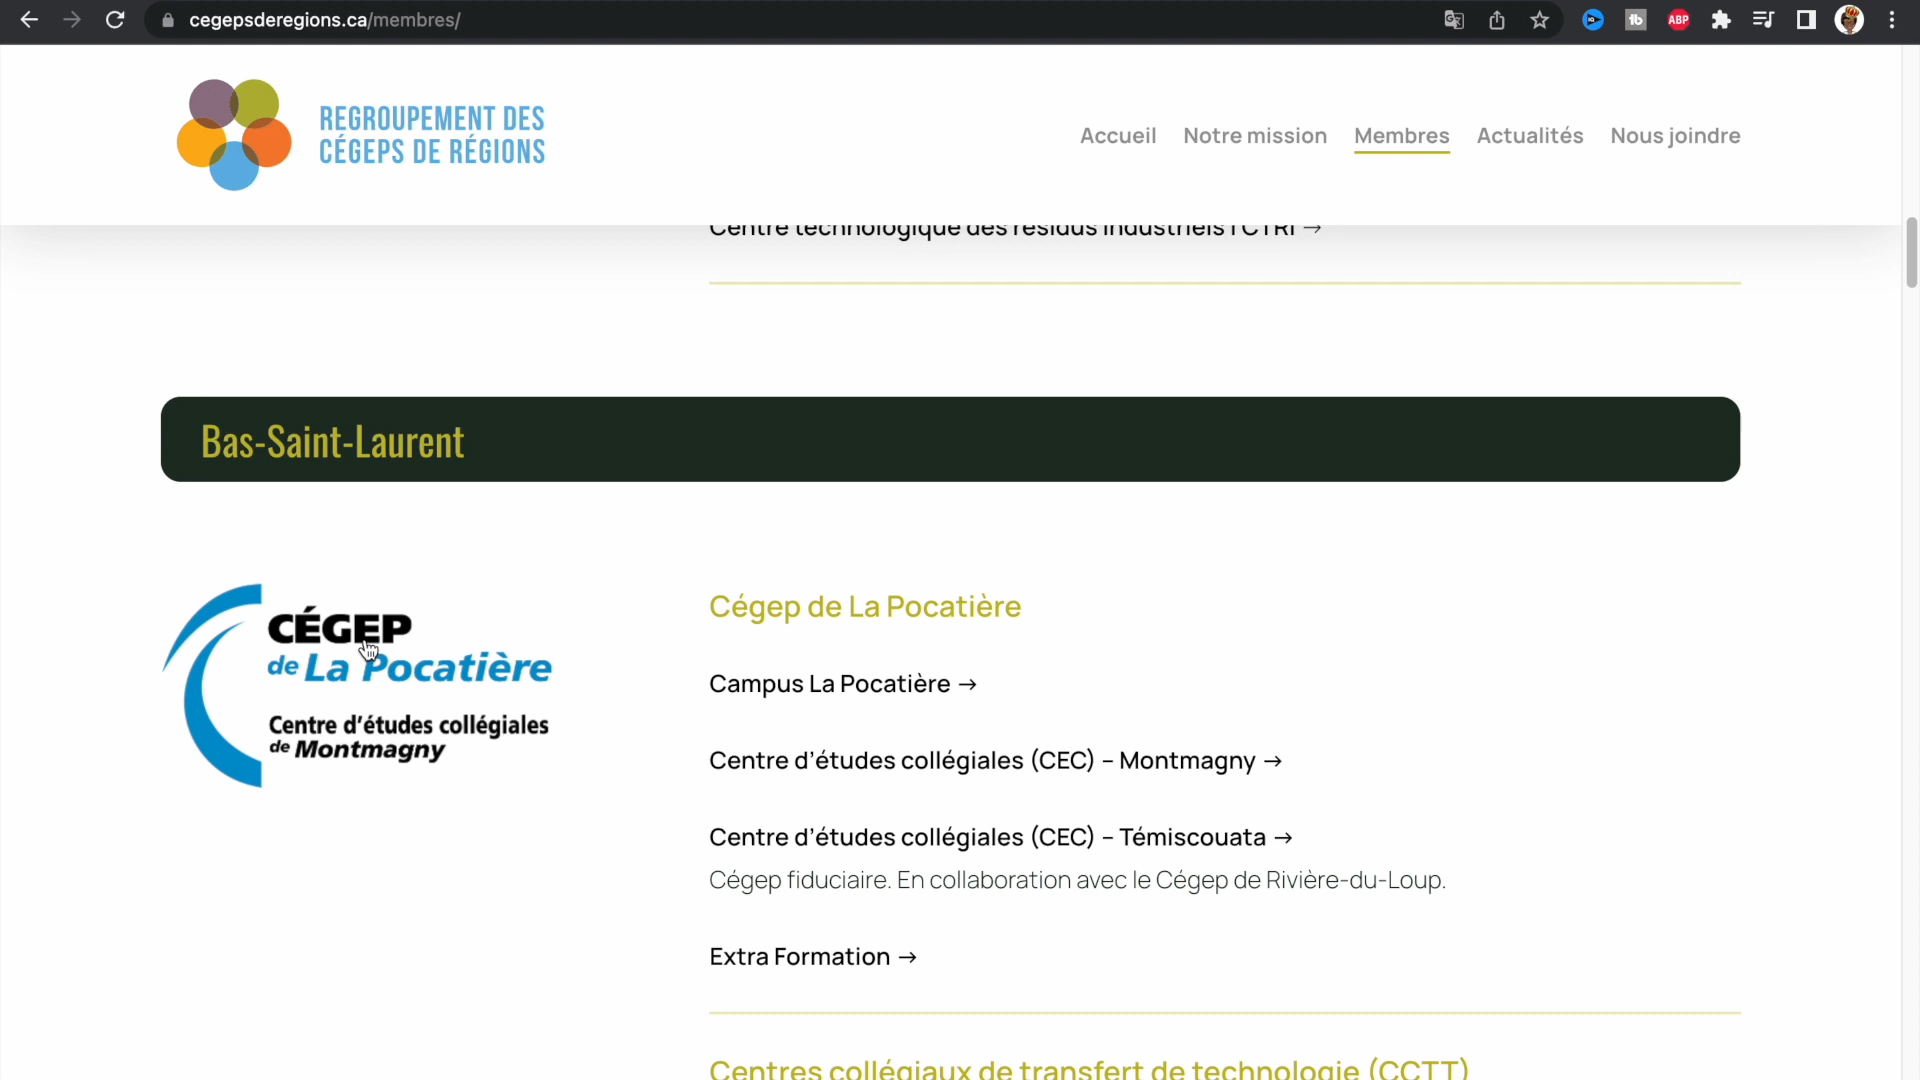 cegepsderegions.ca/membres/
REGROUPEMENT DES
CÉGEPS DE RÉGIONS
Accueil
Notre mission
Membres
Actualités
Nous joindre
Centre technologique des résidus industriels | CTRI →
Bas-Saint-Laurent
CÉGEP
de La Pocatière
Centre d'études collégiales
de Montmagny
Cégep de La Pocatière
Campus La Pocatière →
Centre d’études collégiales (CEC) – Montmagny →
Centre d’études collégiales (CEC) – Témiscouata →
Cégep fiduciaire. En collaboration avec le Cégep de Rivière-du-Loup.
Extra Formation →
Centres collégiaux de transfert de technologie (CCTT)
ABP